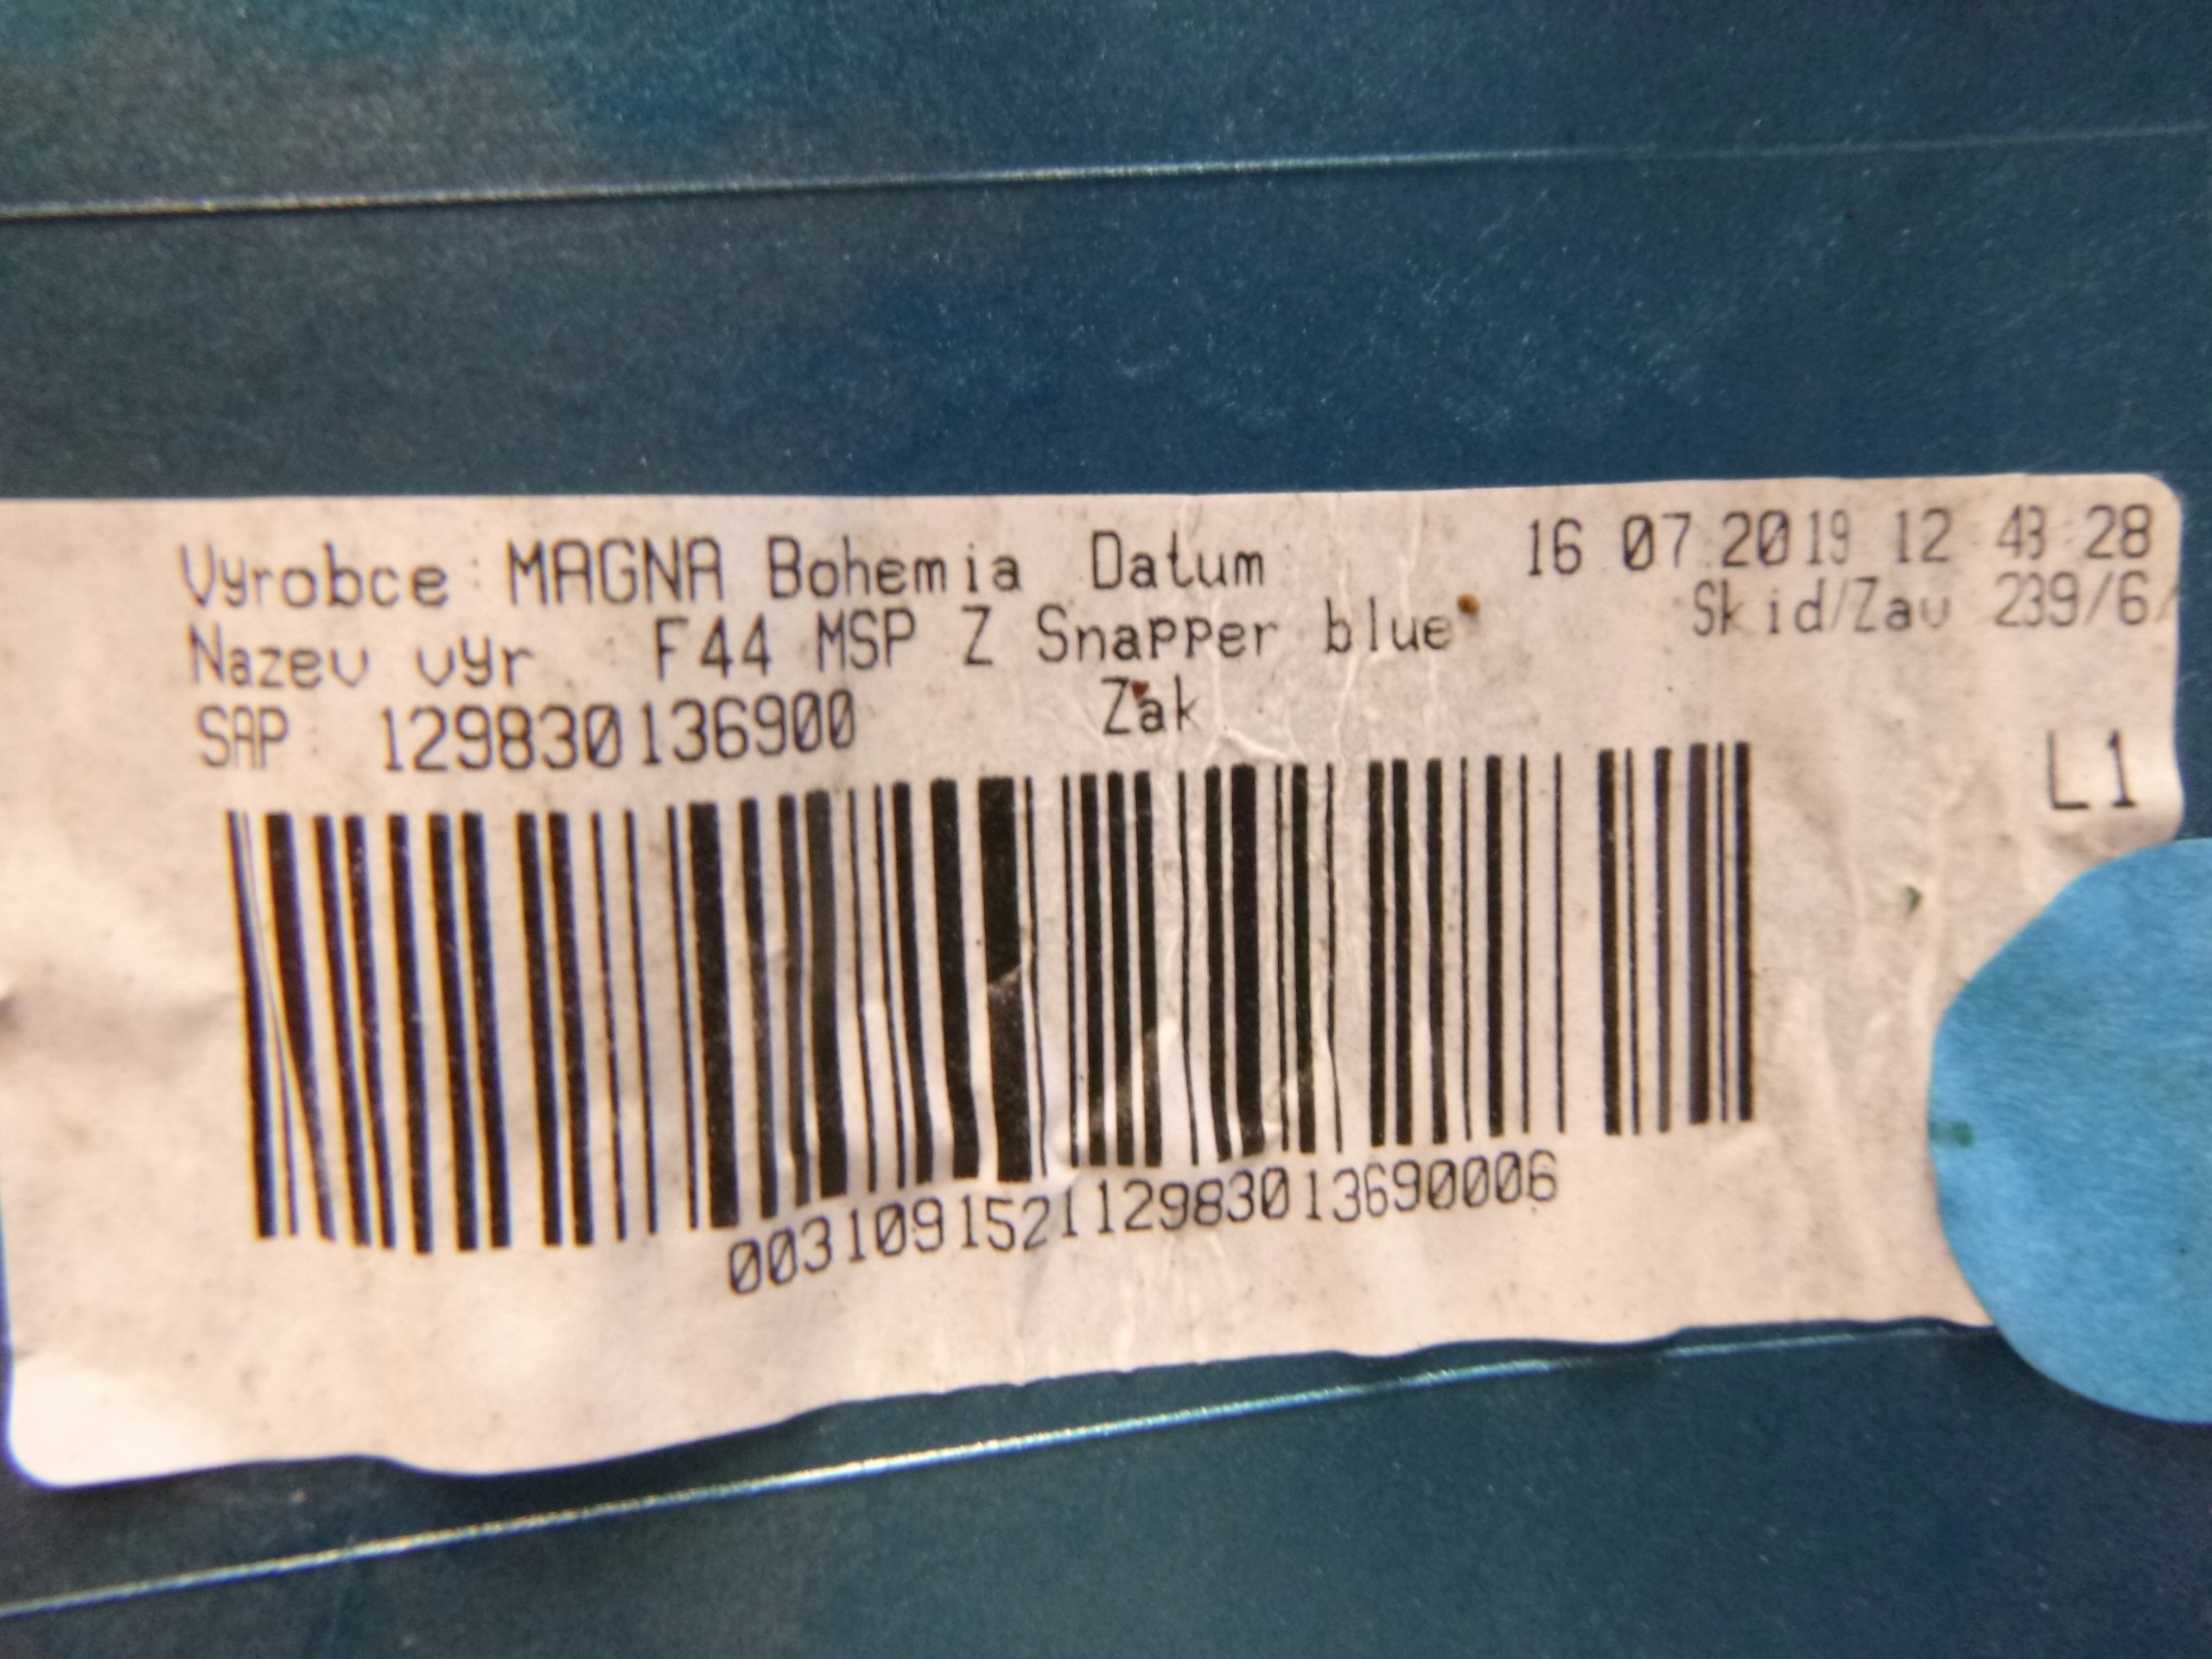 Vyrobce: MAGNA Bohemia Datum 16.07.2019 12:43:28
Nazev vyr : F44 MSP Z Snapper blue Skid/Zav 239/6/
SAP: 129830136900 Zak
L1
003109152112983013690006